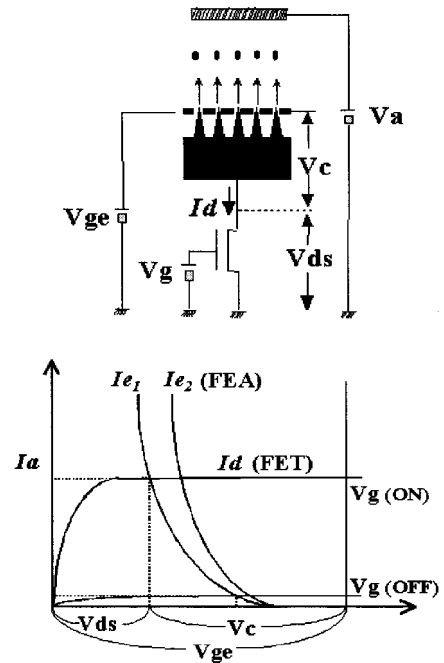 Va
Vc
Id
Vge
Vg
Vds
Ie1 Ie2 (FEA)
Ia
Id (FET)
Vg (ON)
Vg (OFF)
Vds
Vc
Vge